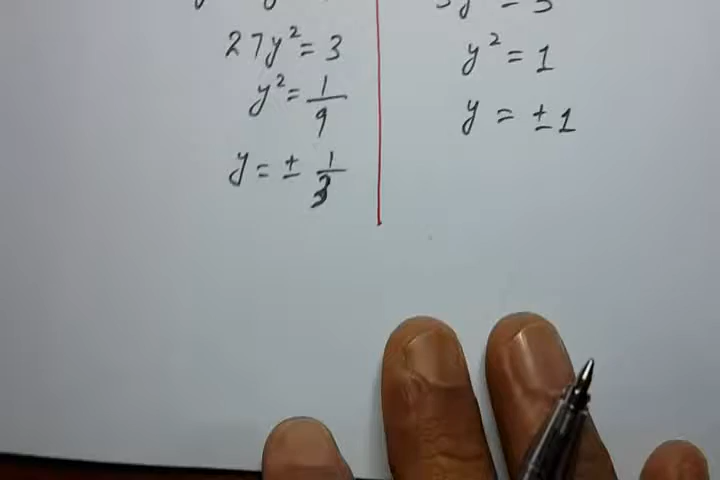 27y² = 3
y² = 1/9
y = ± 1/3
y² = 1
y = ± 1